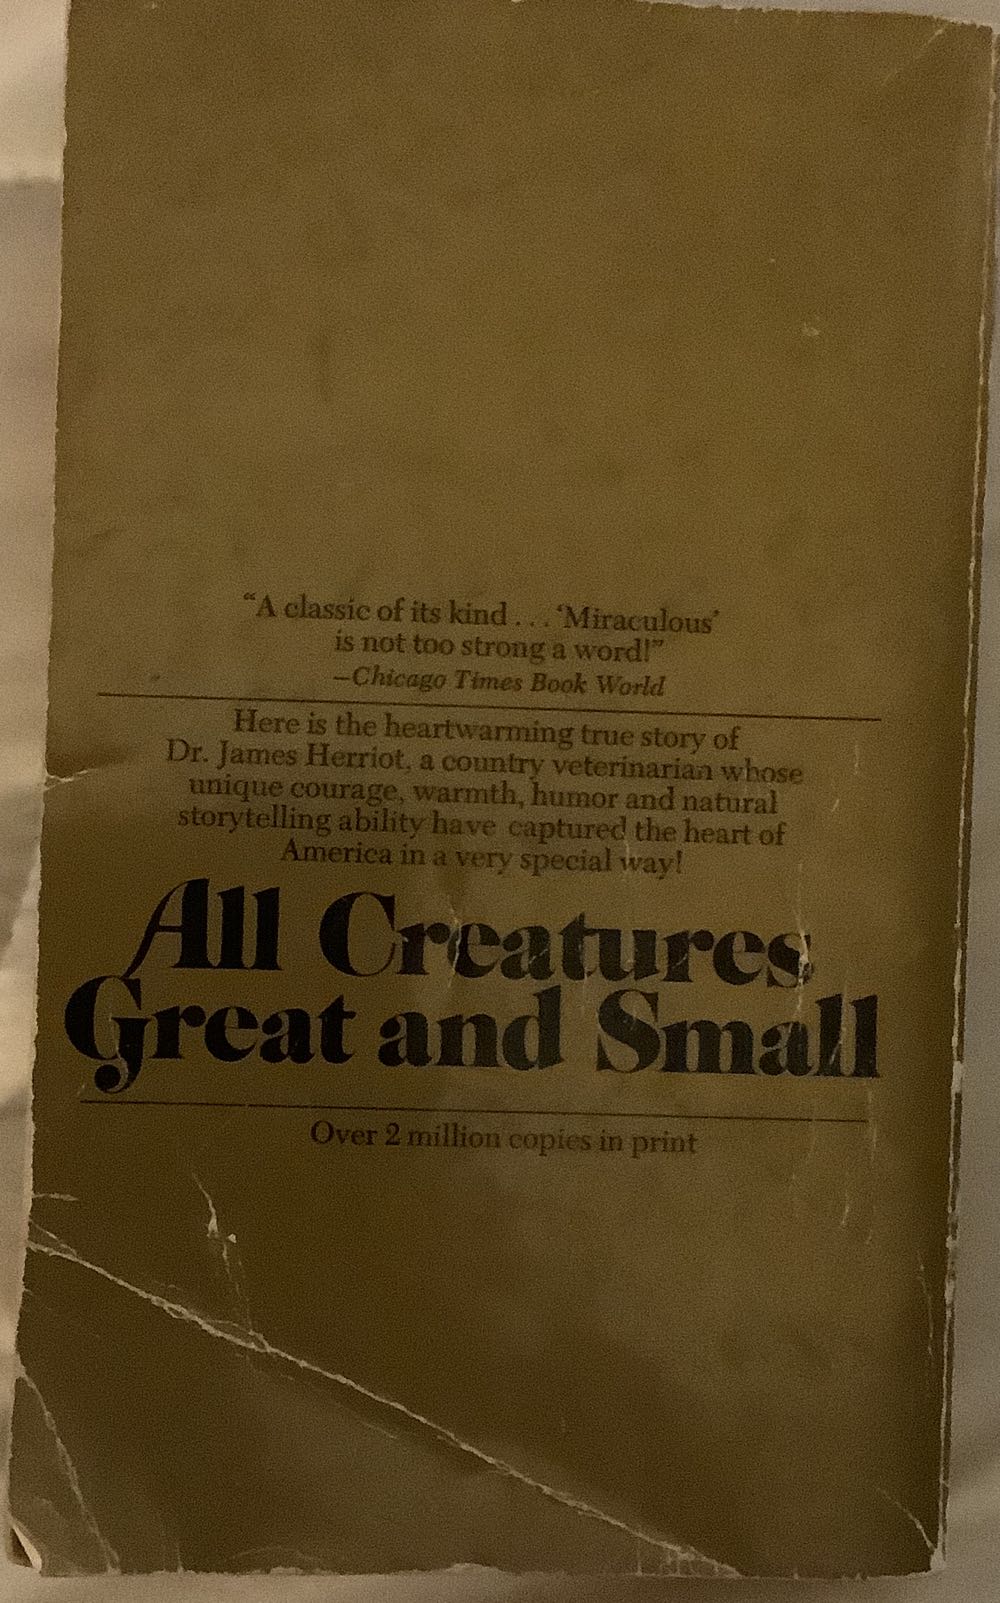 “A classic of its kind . . . ‘Miraculous’
is not too strong a word!”
–Chicago Times Book World
Here is the heartwarming true story of
Dr. James Herriot, a country veterinarian whose
unique courage, warmth, humor and natural
storytelling ability have captured the heart of
America in a very special way!
All Creatures
Great and Small
Over 2 million copies in print